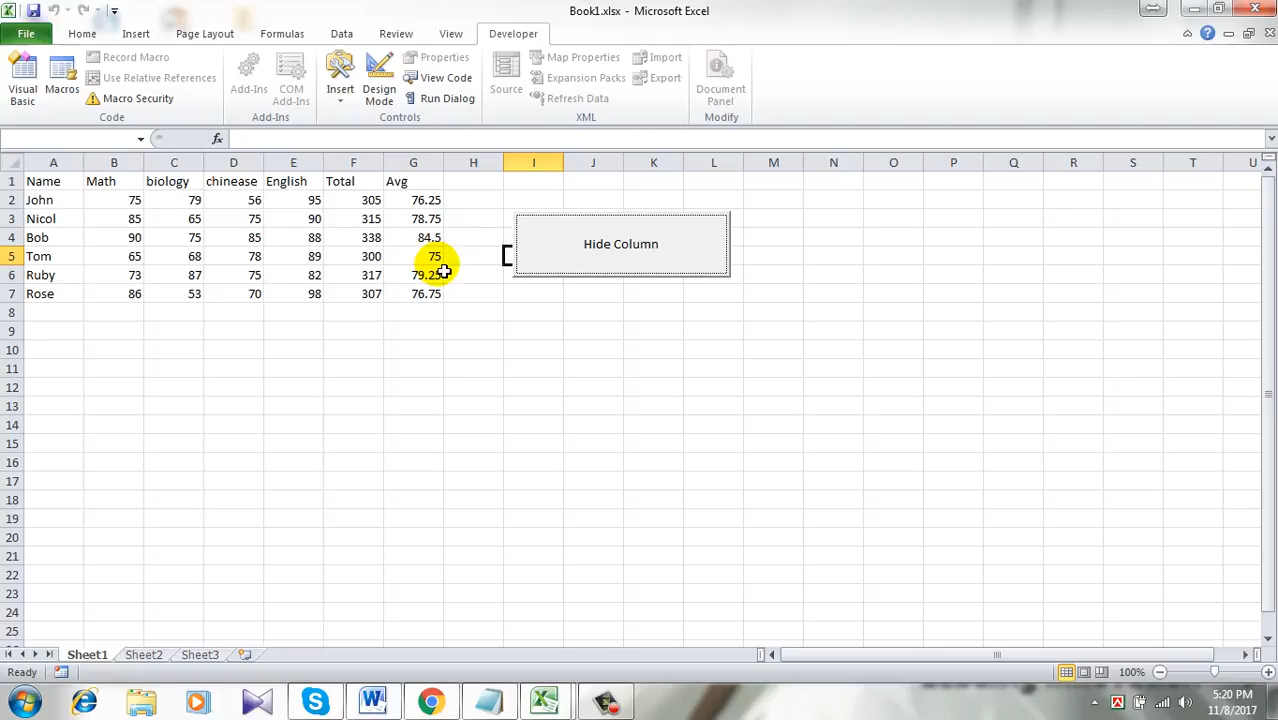 Book1.xlsx - Microsoft Excel
File Home Insert Page Layout Formulas Data Review View Developer
Visual Basic
Macros
Record Macro
Use Relative References
Macro Security
Code
Add-Ins
COM Add-Ins
Add-Ins
Insert
Design Mode
Properties
View Code
Run Dialog
Controls
Source
Map Properties
Expansion Packs
Refresh Data
Import
Export
XML
Document Panel
Modify
fx
A B C D E F G H I J K L M N O P Q R S T U
1 Name Math biology chinease English Total Avg
2 John 75 79 56 95 305 76.25
3 Nicol 85 65 75 90 315 78.75
4 Bob 90 75 85 88 338 84.5
5 Tom 65 68 78 89 300 75
6 Ruby 73 87 75 82 317 79.25
7 Rose 86 53 70 98 307 76.75
Hide Column
8
9
10
11
12
13
14
15
16
17
18
19
20
21
22
23
24
25
Sheet1 Sheet2 Sheet3
Ready 100%
5:20 PM
11/8/2017